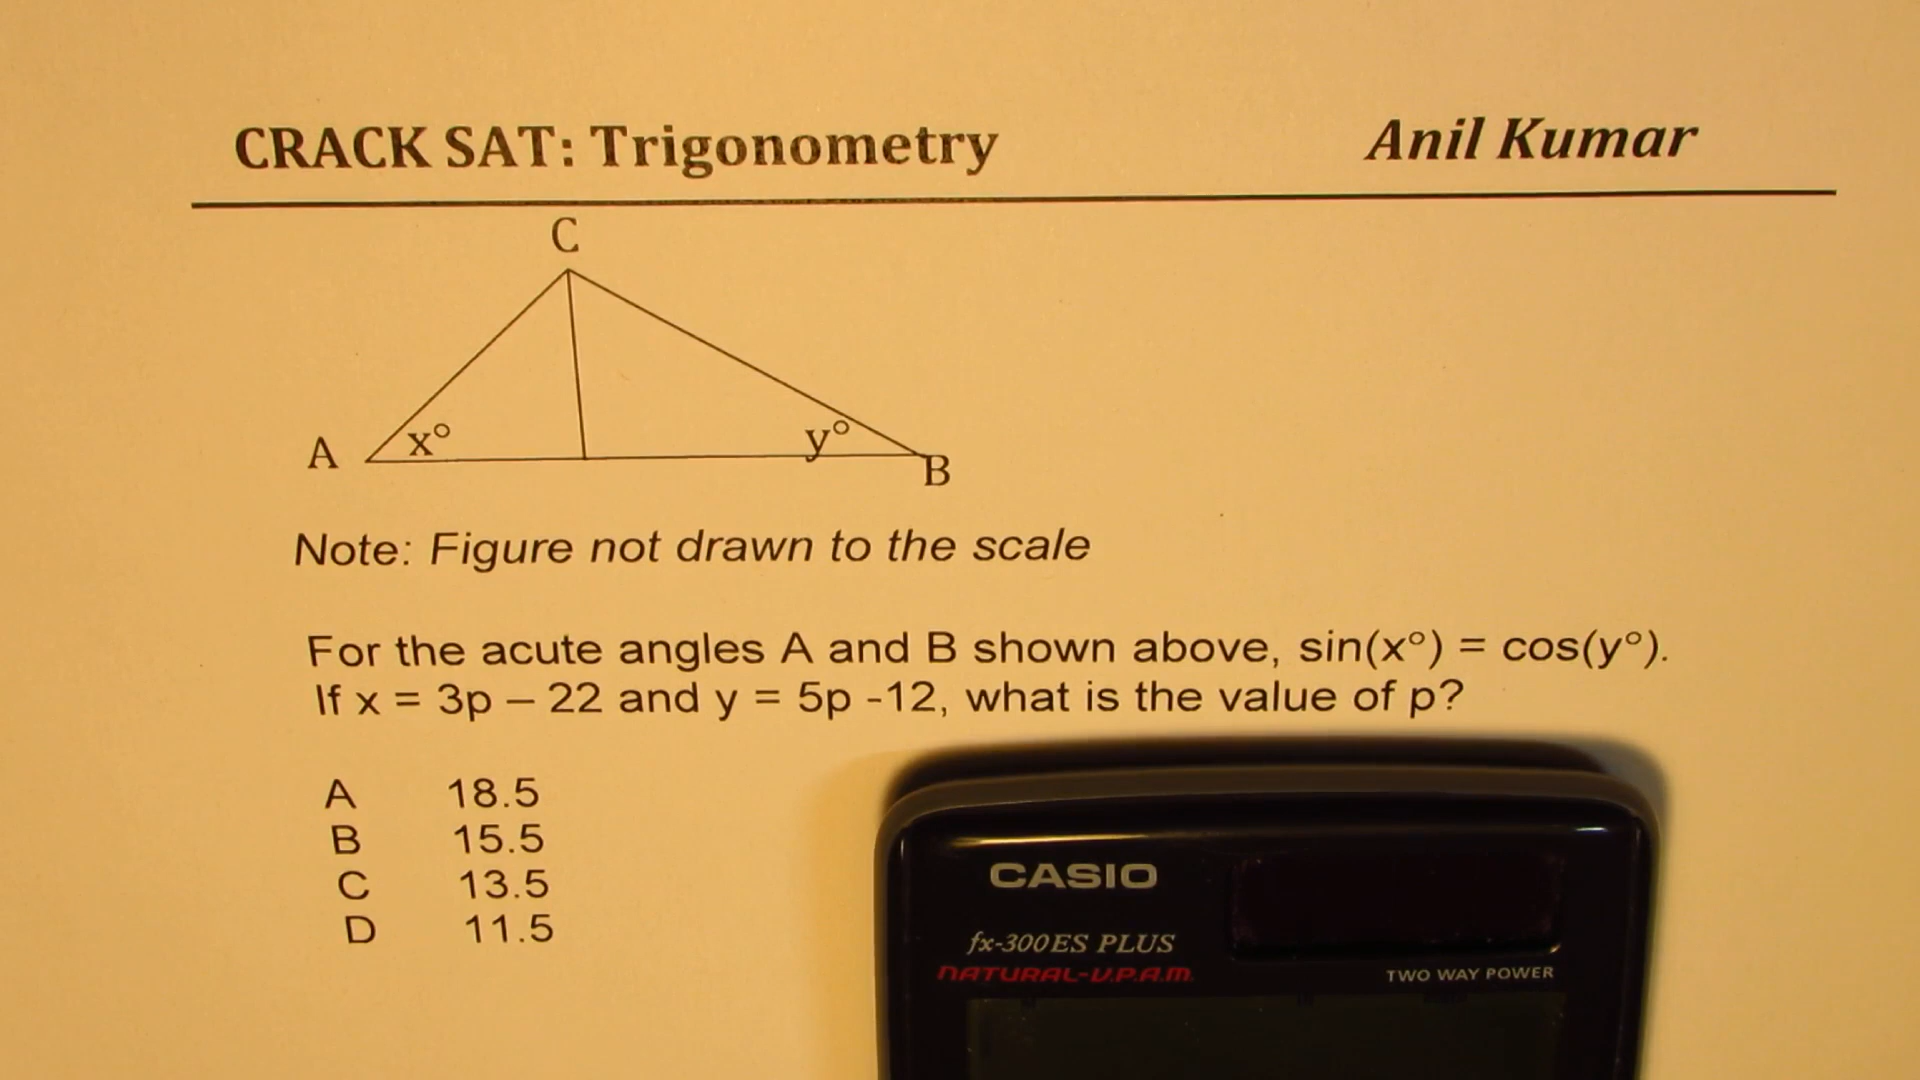 CRACK SAT: Trigonometry Anil Kumar
C
A x° y° B
Note: Figure not drawn to the scale
For the acute angles A and B shown above, sin(x°) = cos(y°).
If x = 3p – 22 and y = 5p -12, what is the value of p?
A 18.5
B 15.5
C 13.5
D 11.5
CASIO
fx-300ES PLUS
NATURAL-V.P.A.M.
TWO WAY POWER